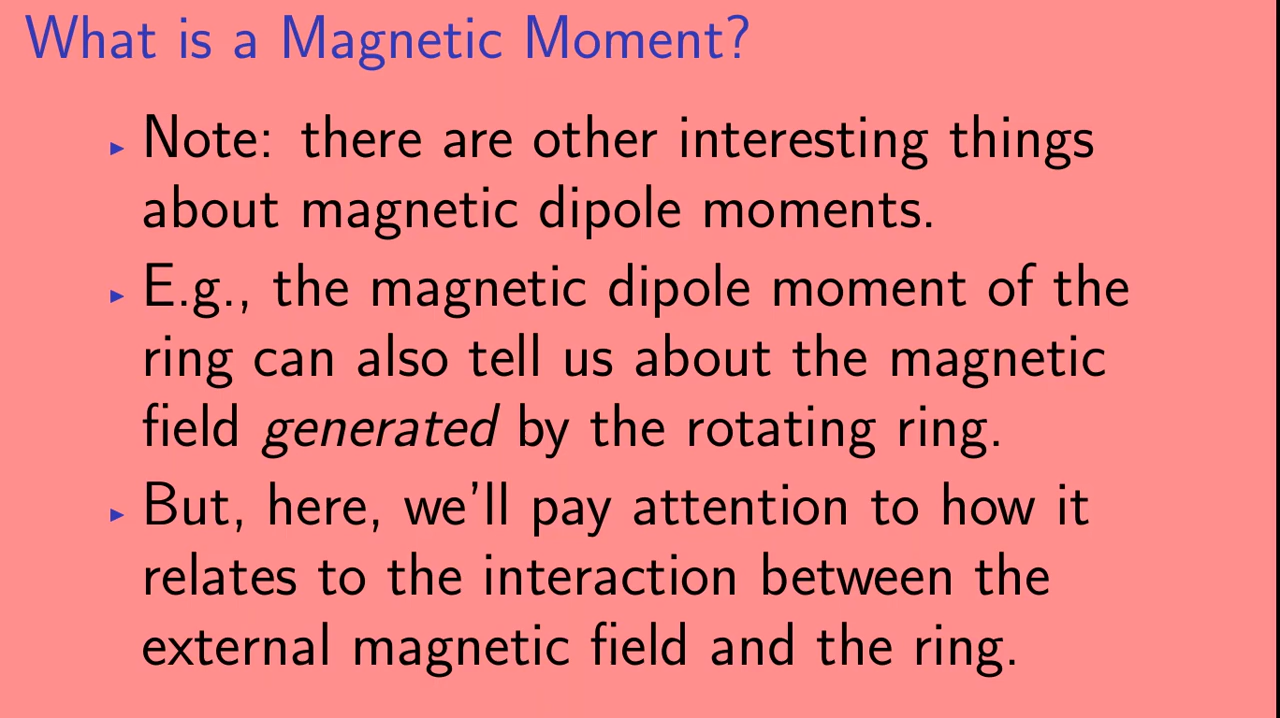 What is a Magnetic Moment?
Note: there are other interesting things
about magnetic dipole moments.
E.g., the magnetic dipole moment of the
ring can also tell us about the magnetic
field generated by the rotating ring.
But, here, we'll pay attention to how it
relates to the interaction between the
external magnetic field and the ring.